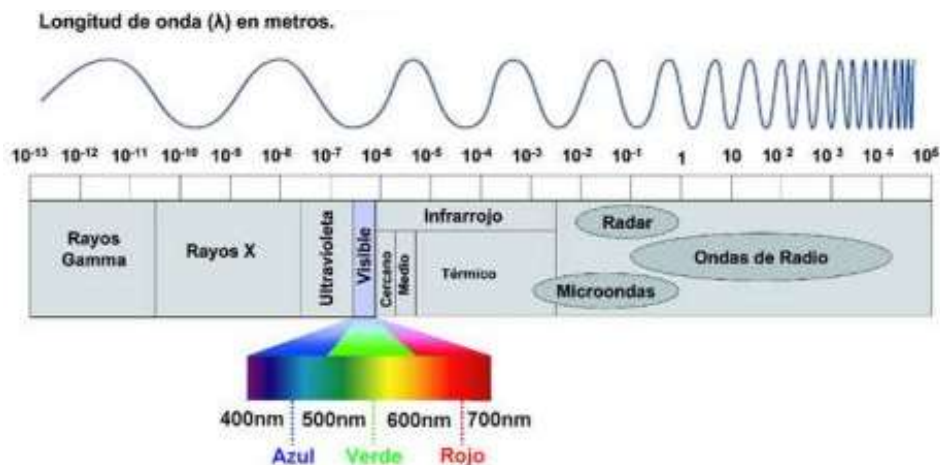 Longitud de onda (λ) en metros.
10-13 10-12 10-11 10-10 10-9 10-8 10-7 10-6 10-5 10-4 10-3 10-2 10-1 1 10 10 2 10 3 10 4 10 5
Infrarrojo
Radar
Rayos Gamma
Rayos X
Ultravioleta
Visible
Cercano
Medio
Térmico
Ondas de Radio
Microondas
400nm 500nm 600nm 700nm
Azul Verde Rojo